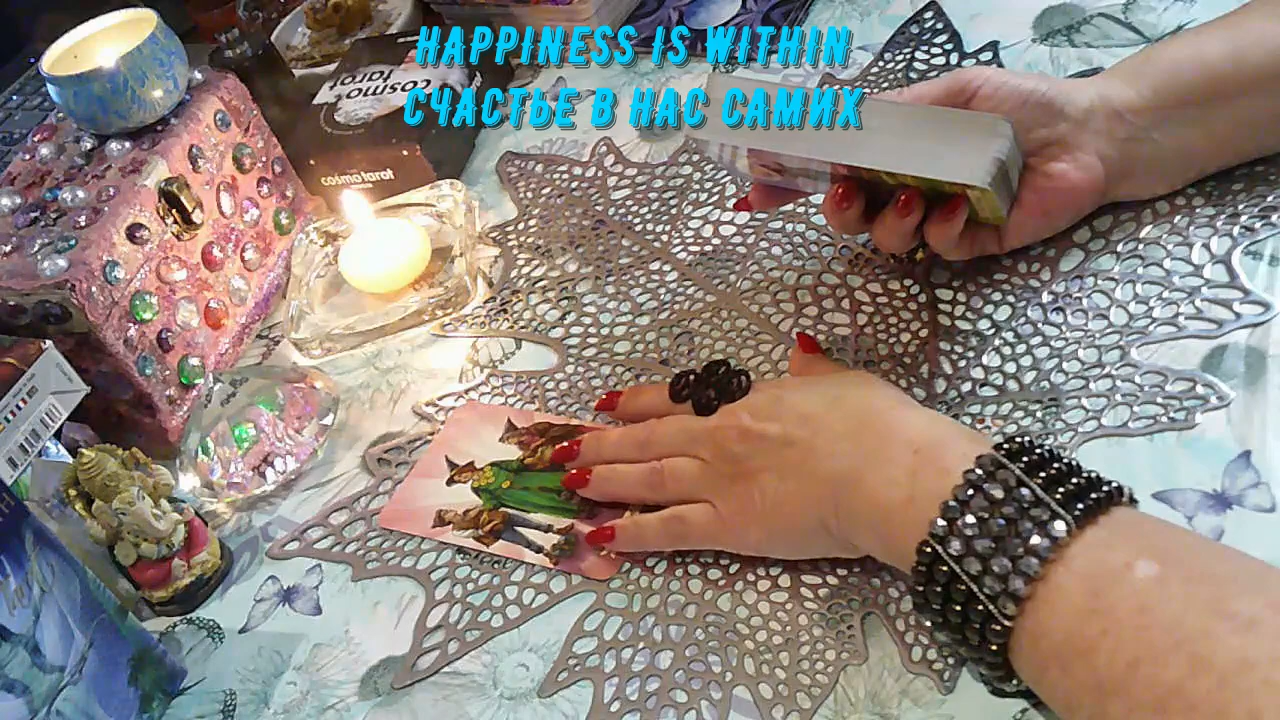 HAPPINESS IS WITHIN
СЧАСТЬЕ В НАС САМИХ
cosmo
tarot
cosmo tarot